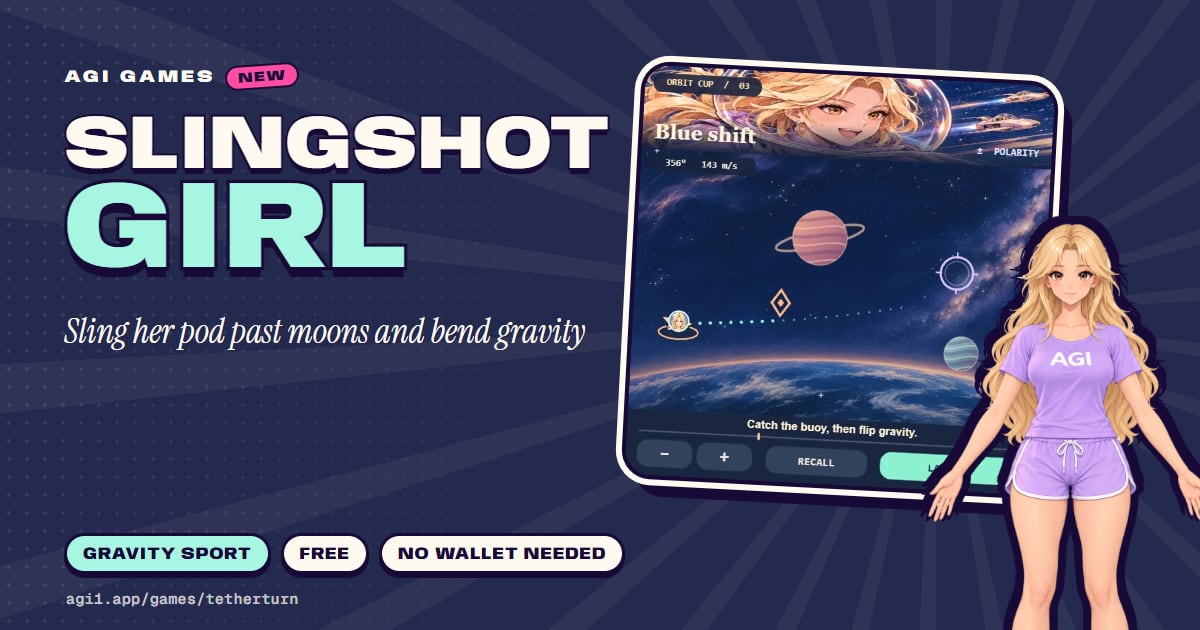 AGI GAMES NEW
SLINGSHOT
GIRL
Sling her pod past moons and bend gravity
GRAVITY SPORT
FREE
NO WALLET NEEDED
agi1.app/games/tetherturn
ORBIT CUP / 03
Blue shift
± POLARITY
356° 143 m/s
Catch the buoy, then flip gravity.
− + RECALL
AGI